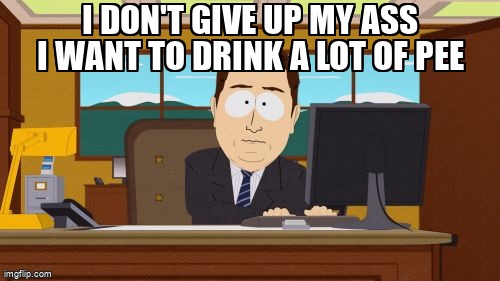 I DON'T GIVE UP MY ASS
I WANT TO DRINK A LOT OF PEE
imgflip.com